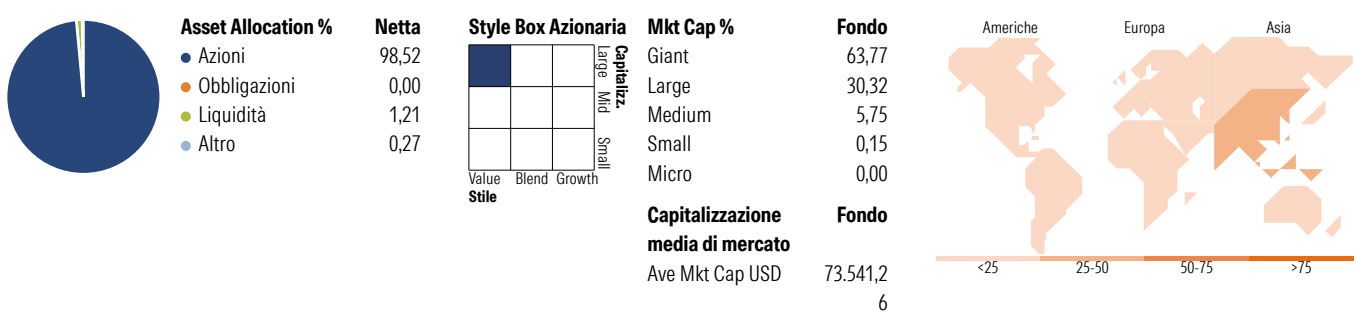 Asset Allocation % Netta
Azioni 98,52
Obbligazioni 0,00
Liquidità 1,21
Altro 0,27
Style Box Azionaria
Capitalizz.
Large Mid Small
Value Blend Growth
Stile
Mkt Cap % Fondo
Giant 63,77
Large 30,32
Medium 5,75
Small 0,15
Micro 0,00
Capitalizzazione Fondo
media di mercato
Ave Mkt Cap USD 73.541,2
6
Americhe Europa Asia
<25 25-50 50-75 >75